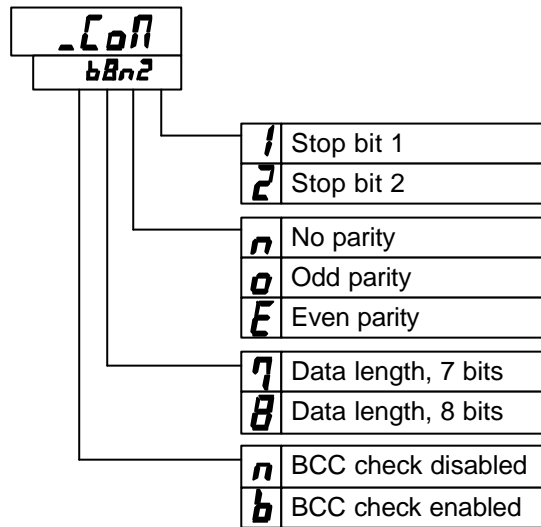 _CoM
b8n2
1 Stop bit 1
2 Stop bit 2
n No parity
o Odd parity
E Even parity
7 Data length, 7 bits
8 Data length, 8 bits
n BCC check disabled
b BCC check enabled